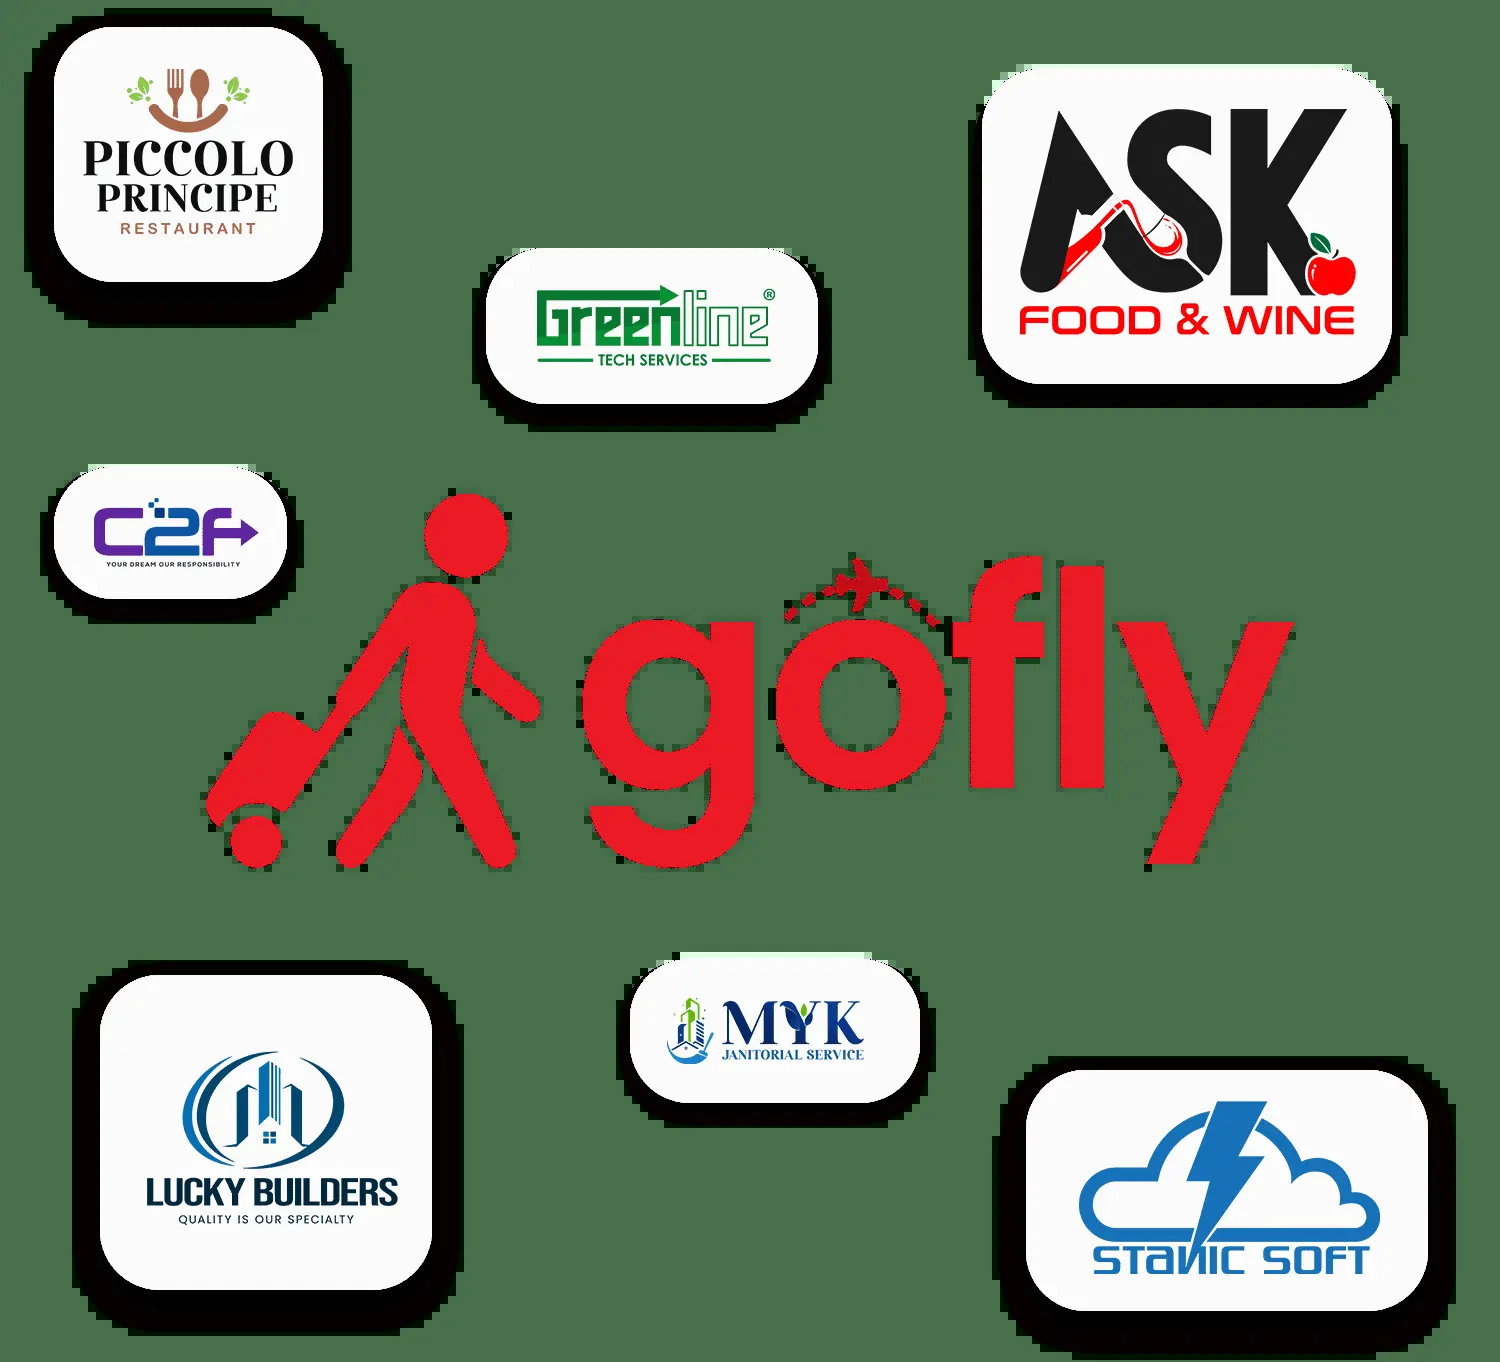 PICCOLO
PRINCIPE
RESTAURANT
ASK
FOOD & WINE
Greenline®
TECH SERVICES
C2F
YOUR DREAM OUR RESPONSIBILITY
gofly
LUCKY BUILDERS
QUALITY IS OUR SPECIALTY
MYK
JANITORIAL SERVICE
STANIC SOFT